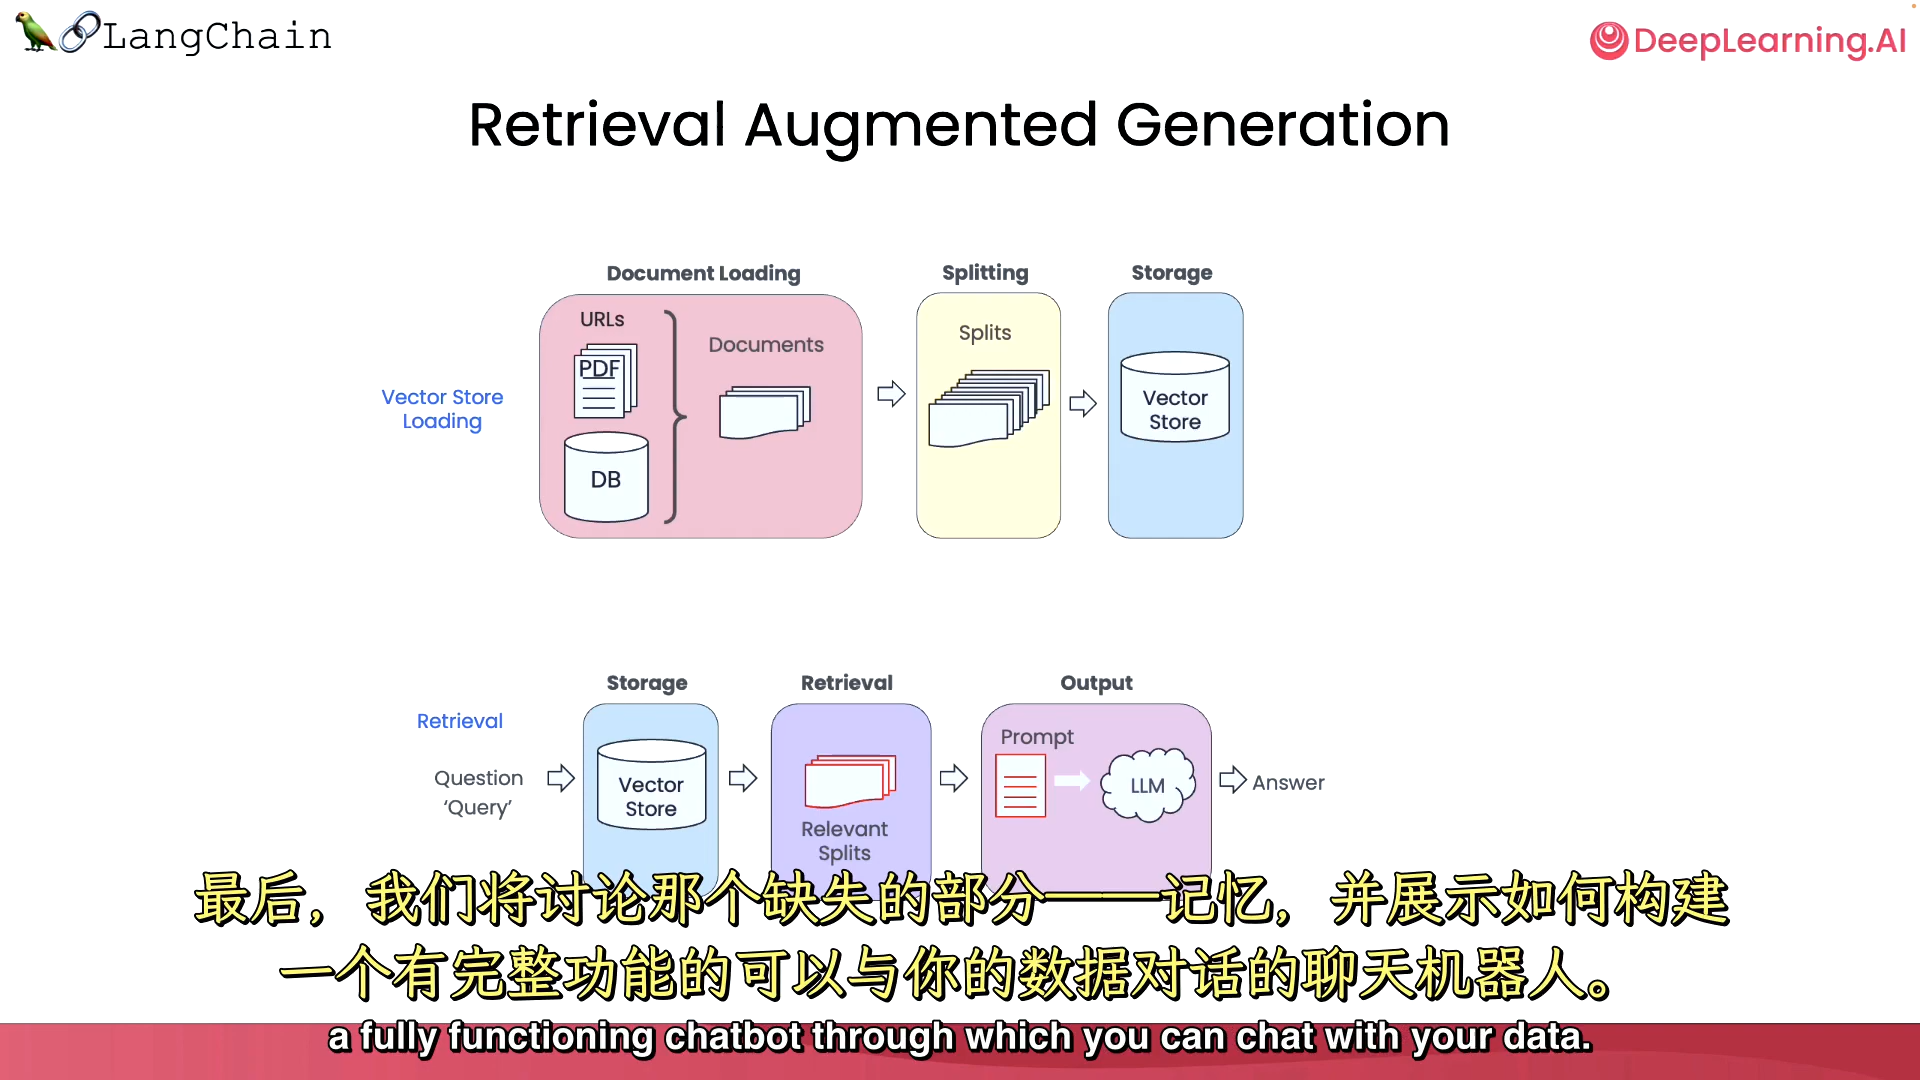 LangChain
DeepLearning.AI
Retrieval Augmented Generation
Document Loading
Splitting
Storage
URLs
PDF
DB
Documents
Splits
Vector
Store
Vector Store
Loading
Storage
Retrieval
Output
Retrieval
Question
‘Query’
Vector
Store
Relevant
Splits
Prompt
LLM
Answer
最后，我们将讨论那个缺失的部分——记忆，并展示如何构建
一个有完整功能的可以与你的数据对话的聊天机器人。
a fully functioning chatbot through which you can chat with your data.